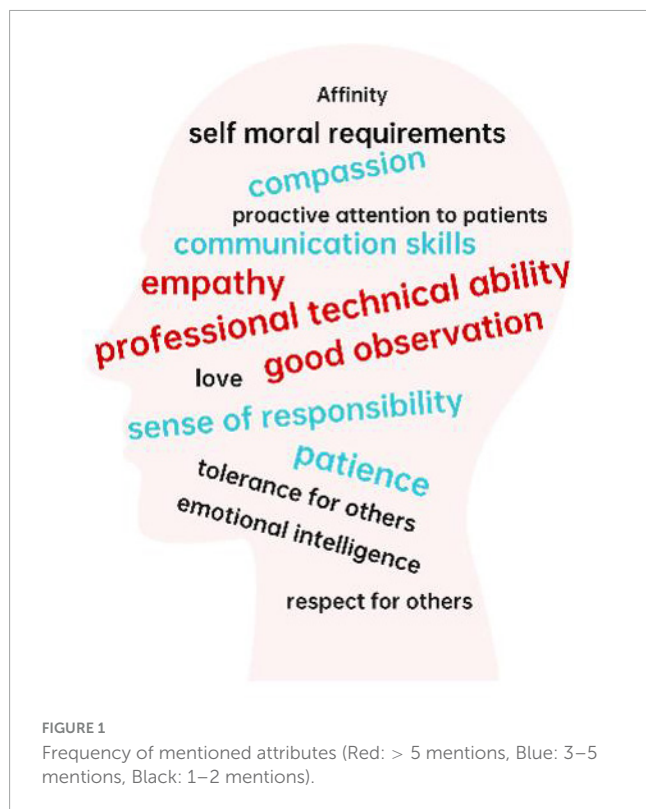 Affinity
self moral requirements
compassion
proactive attention to patients
communication skills
empathy
professional technical ability
good observation
love
sense of responsibility
patience
tolerance for others
emotional intelligence
respect for others
FIGURE 1
Frequency of mentioned attributes (Red: > 5 mentions, Blue: 3–5
mentions, Black: 1–2 mentions).